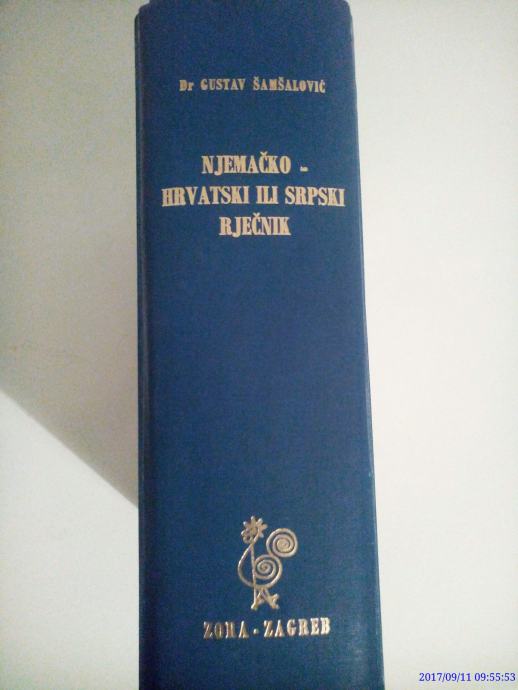 Dr GUSTAV ŠAMŠALOVIĆ
NJEMAČKO -
HRVATSKI ILI SRPSKI
RJEČNIK
ZORA - ZAGREB
2017/09/11 09:55:53